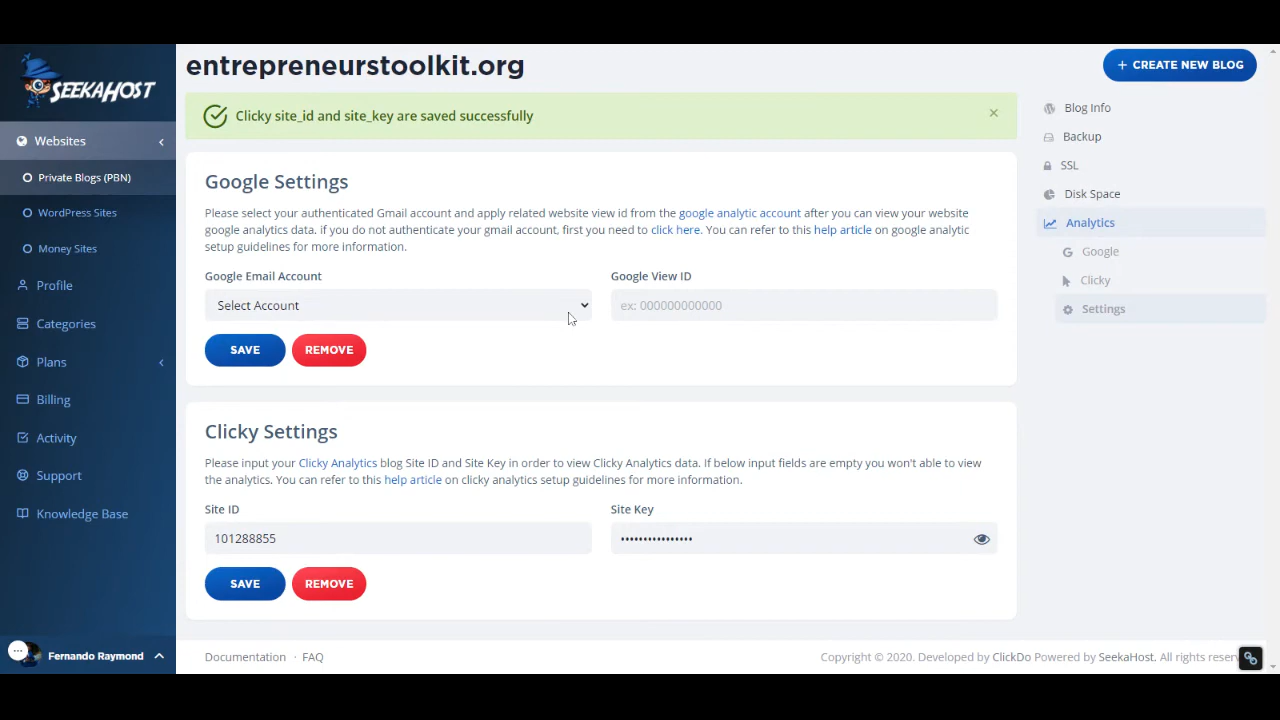 SEEKAHOST
Websites
Private Blogs (PBN)
WordPress Sites
Money Sites
Profile
Categories
Plans
Billing
Activity
Support
Knowledge Base
Fernando Raymond
entrepreneurstoolkit.org
+ CREATE NEW BLOG
Clicky site_id and site_key are saved successfully
×
Google Settings
Please select your authenticated Gmail account and apply related website view id from the google analytic account after you can view your website
google analytics data. if you do not authenticate your gmail account, first you need to click here. You can refer to this help article on google analytic
setup guidelines for more information.
Google Email Account
Google View ID
Select Account
ex: 000000000000
SAVE
REMOVE
Clicky Settings
Please input your Clicky Analytics blog Site ID and Site Key in order to view Clicky Analytics data. If below input fields are empty you won't able to view
the analytics. You can refer to this help article on clicky analytics setup guidelines for more information.
Site ID
Site Key
101288855
••••••••••••••••
SAVE
REMOVE
Blog Info
Backup
SSL
Disk Space
Analytics
Google
Clicky
Settings
Documentation · FAQ
Copyright © 2020. Developed by ClickDo Powered by SeekaHost. All rights